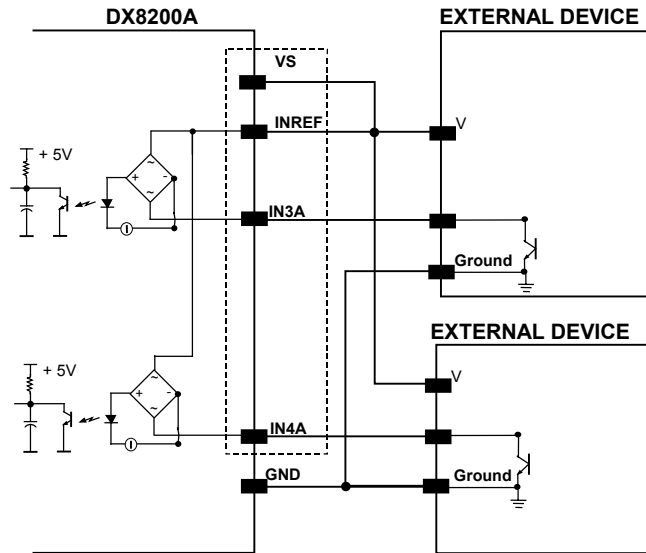 DX8200A
EXTERNAL DEVICE
VS
INREF
V
+ 5V
+
~
~
-
IN3A
Ground
EXTERNAL DEVICE
V
+ 5V
+
~
~
-
IN4A
GND
Ground